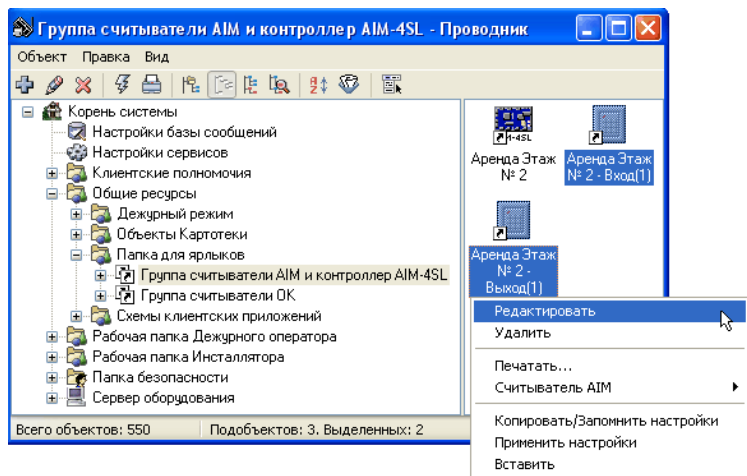 Группа считыватели AIM и контроллер AIM-4SL - Проводник
Объект Правка Вид
Корень системы
Настройки базы сообщений
Настройки сервисов
Клиентские полномочия
Общие ресурсы
Дежурный режим
Объекты Картотеки
Папка для ярлыков
Группа считыватели AIM и контроллер AIM-4SL
Группа считыватели ОК
Схемы клиентских приложений
Рабочая папка Дежурного оператора
Рабочая папка Инсталлятора
Папка безопасности
Сервер оборудования
Аренда Этаж
№ 2
Аренда Этаж
№ 2 - Вход(1)
Аренда Этаж
№ 2 -
Выход(1)
Редактировать
Удалить
Печатать...
Считыватель AIM
Копировать/Запомнить настройки
Применить настройки
Вставить
Всего объектов: 550 Подобъектов: 3. Выделенных: 2